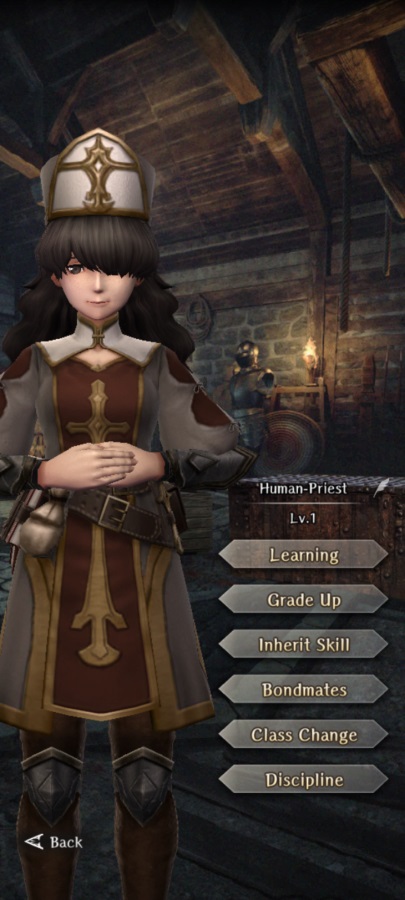 Human-Priest
Lv.1
Learning
Grade Up
Inherit Skill
Bondmates
Class Change
Discipline
Back